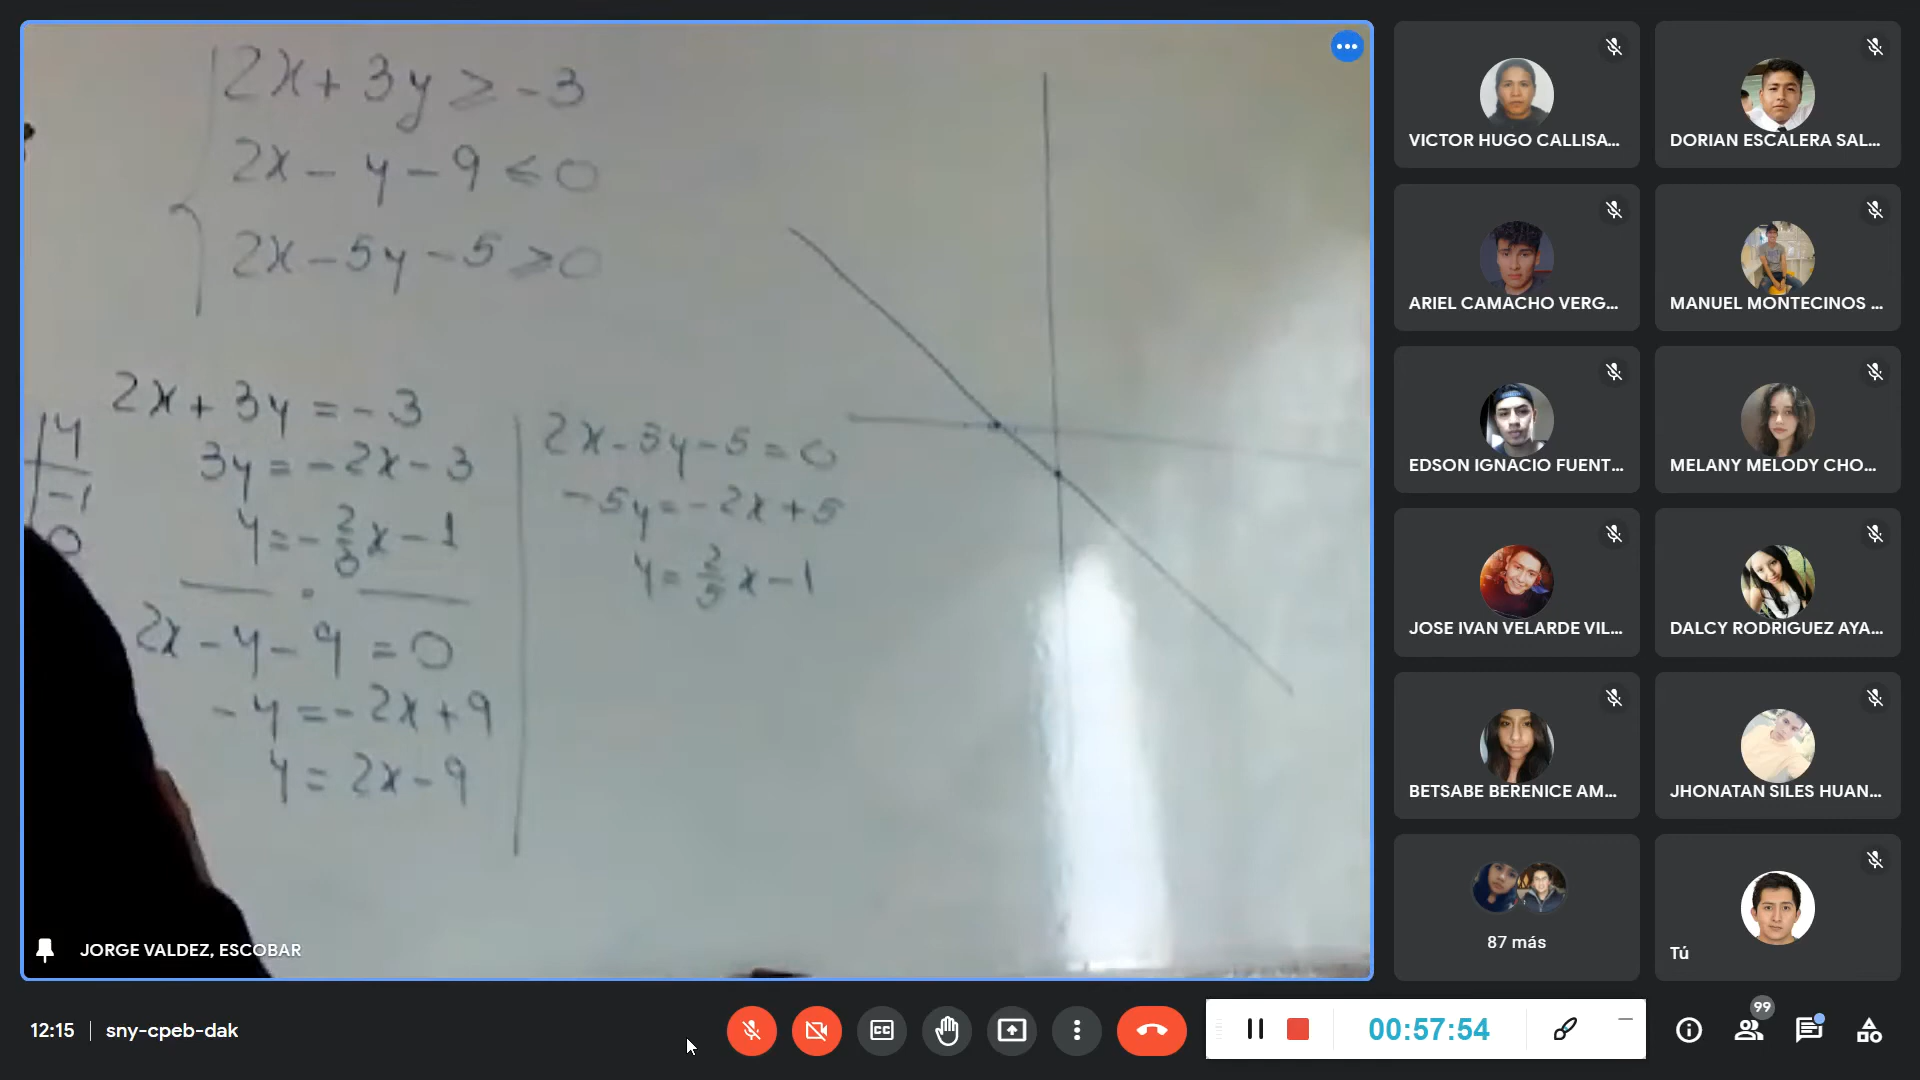 2x + 3y ≥ -3
2x - y - 9 ≤ 0
2x - 5y - 5 ≥ 0
y
-1
0
2x + 3y = -3
3y = -2x - 3
y = -2/3 x - 1
2x - y - 9 = 0
-y = -2x + 9
y = 2x - 9
2x - 5y - 5 = 0
-5y = -2x + 5
y = 2/5 x - 1
JORGE VALDEZ, ESCOBAR
VICTOR HUGO CALLISA...
DORIAN ESCALERA SAL...
ARIEL CAMACHO VERG...
MANUEL MONTECINOS ...
EDSON IGNACIO FUENT...
MELANY MELODY CHO...
JOSE IVAN VELARDE VIL...
DALCY RODRIGUEZ AYA...
BETSABE BERENICE AM...
JHONATAN SILES HUAN...
87 más
Tú
12:15 | sny-cpeb-dak
CC
00:57:54
99